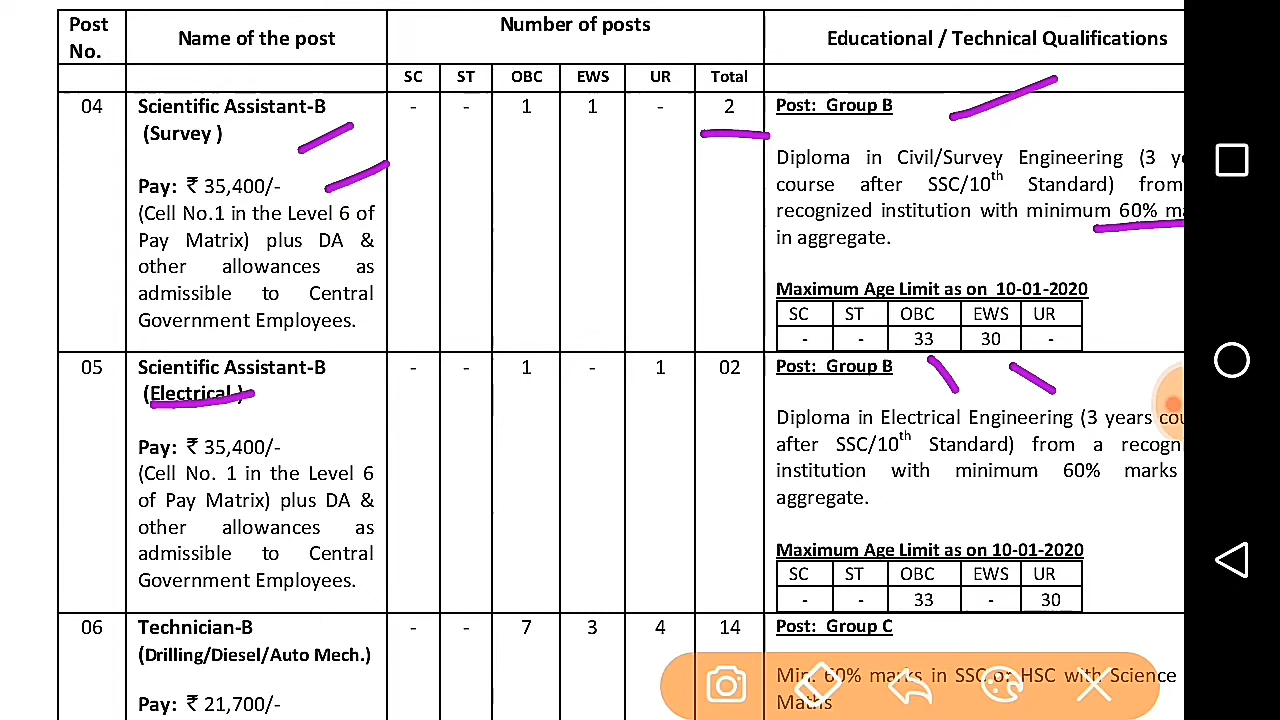 Post No. Name of the post Number of posts Educational / Technical Qualifications
SC ST OBC EWS UR Total
04 Scientific Assistant-B - - 1 1 - 2 Post: Group B
(Survey )
Diploma in Civil/Survey Engineering (3
Pay: ₹ 35,400/- course after SSC/10th Standard) from
(Cell No.1 in the Level 6 of recognized institution with minimum 60%
Pay Matrix) plus DA & in aggregate.
other allowances as
admissible to Central Maximum Age Limit as on 10-01-2020
Government Employees. SC ST OBC EWS UR
- - 33 30 -
05 Scientific Assistant-B - - 1 - 1 02 Post: Group B
(Electrical )
Diploma in Electrical Engineering (3 years
Pay: ₹ 35,400/- after SSC/10th Standard) from a
(Cell No. 1 in the Level 6 institution with minimum 60% marks
of Pay Matrix) plus DA & aggregate.
other allowances as
admissible to Central Maximum Age Limit as on 10-01-2020
Government Employees. SC ST OBC EWS UR
- - 33 - 30
06 Technician-B - - 7 3 4 14 Post: Group C
(Drilling/Diesel/Auto Mech.)
Min. 60% marks in SSC or HSC with Science
Pay: ₹ 21,700/- Maths